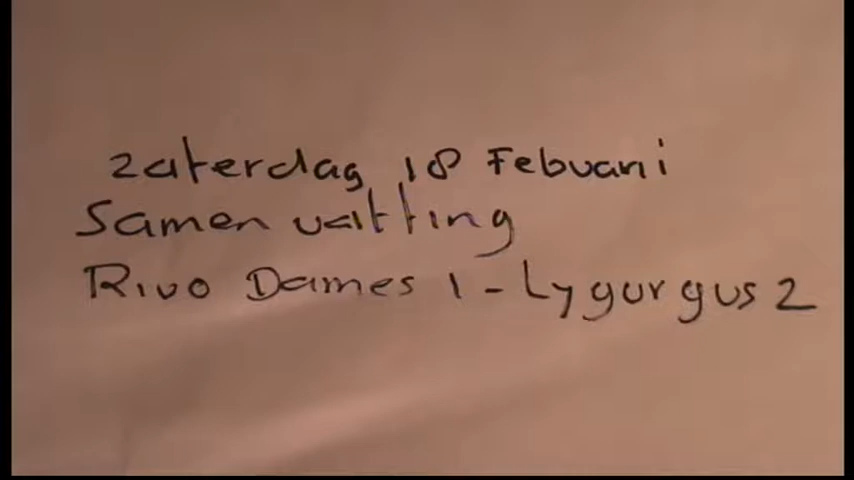 Zaterdag 18 Febuari
Samen vatting
Rivo Dames 1 - Lygurgus 2